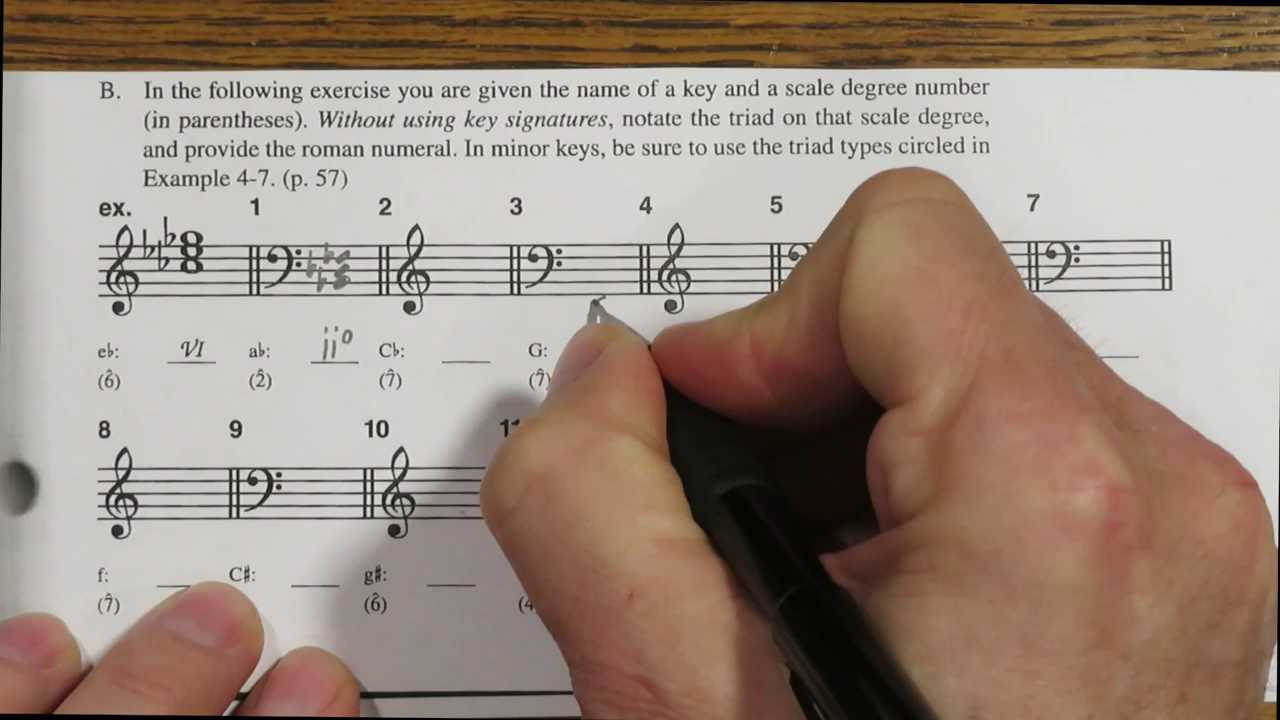 B. In the following exercise you are given the name of a key and a scale degree number
(in parentheses). Without using key signatures, notate the triad on that scale degree,
and provide the roman numeral. In minor keys, be sure to use the triad types circled in
Example 4-7. (p. 57)
ex. 1 2 3 4 5 7
e♭: VI a♭: ii° C♭: G:
(6̂) (2̂) (7̂) (7̂)
8 9 10
f: C♯: g♯:
(7̂) (6̂)